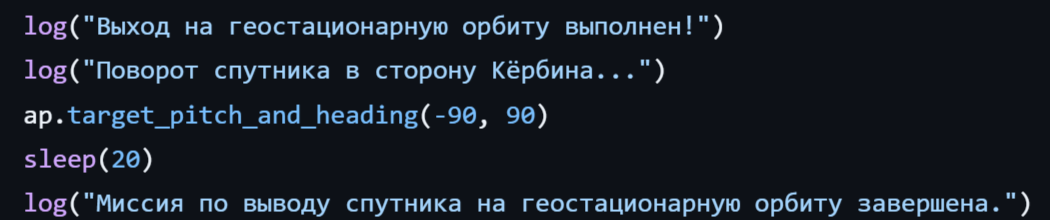 log("Выход на геостационарную орбиту выполнен!")
log("Поворот спутника в сторону Кёрбина...")
ap.target_pitch_and_heading(-90, 90)
sleep(20)
log("Миссия по выводу спутника на геостационарную орбиту завершена.")